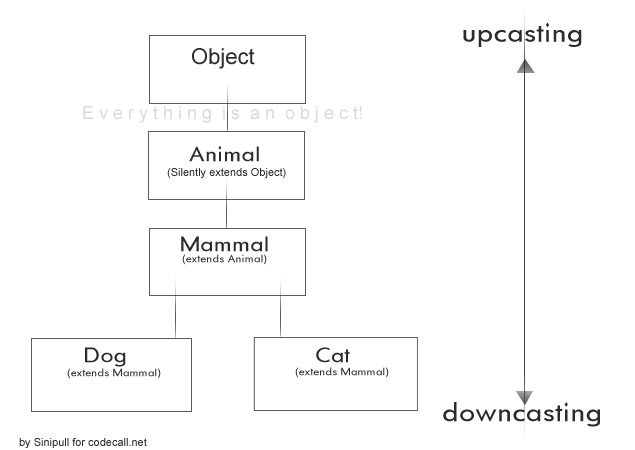 upcasting
Object
Everything is an object!
Animal
(Silently extends Object)
Mammal
(extends Animal)
Dog
(extends Mammal)
Cat
(extends Mammal)
downcasting
by Sinipull for codecall.net